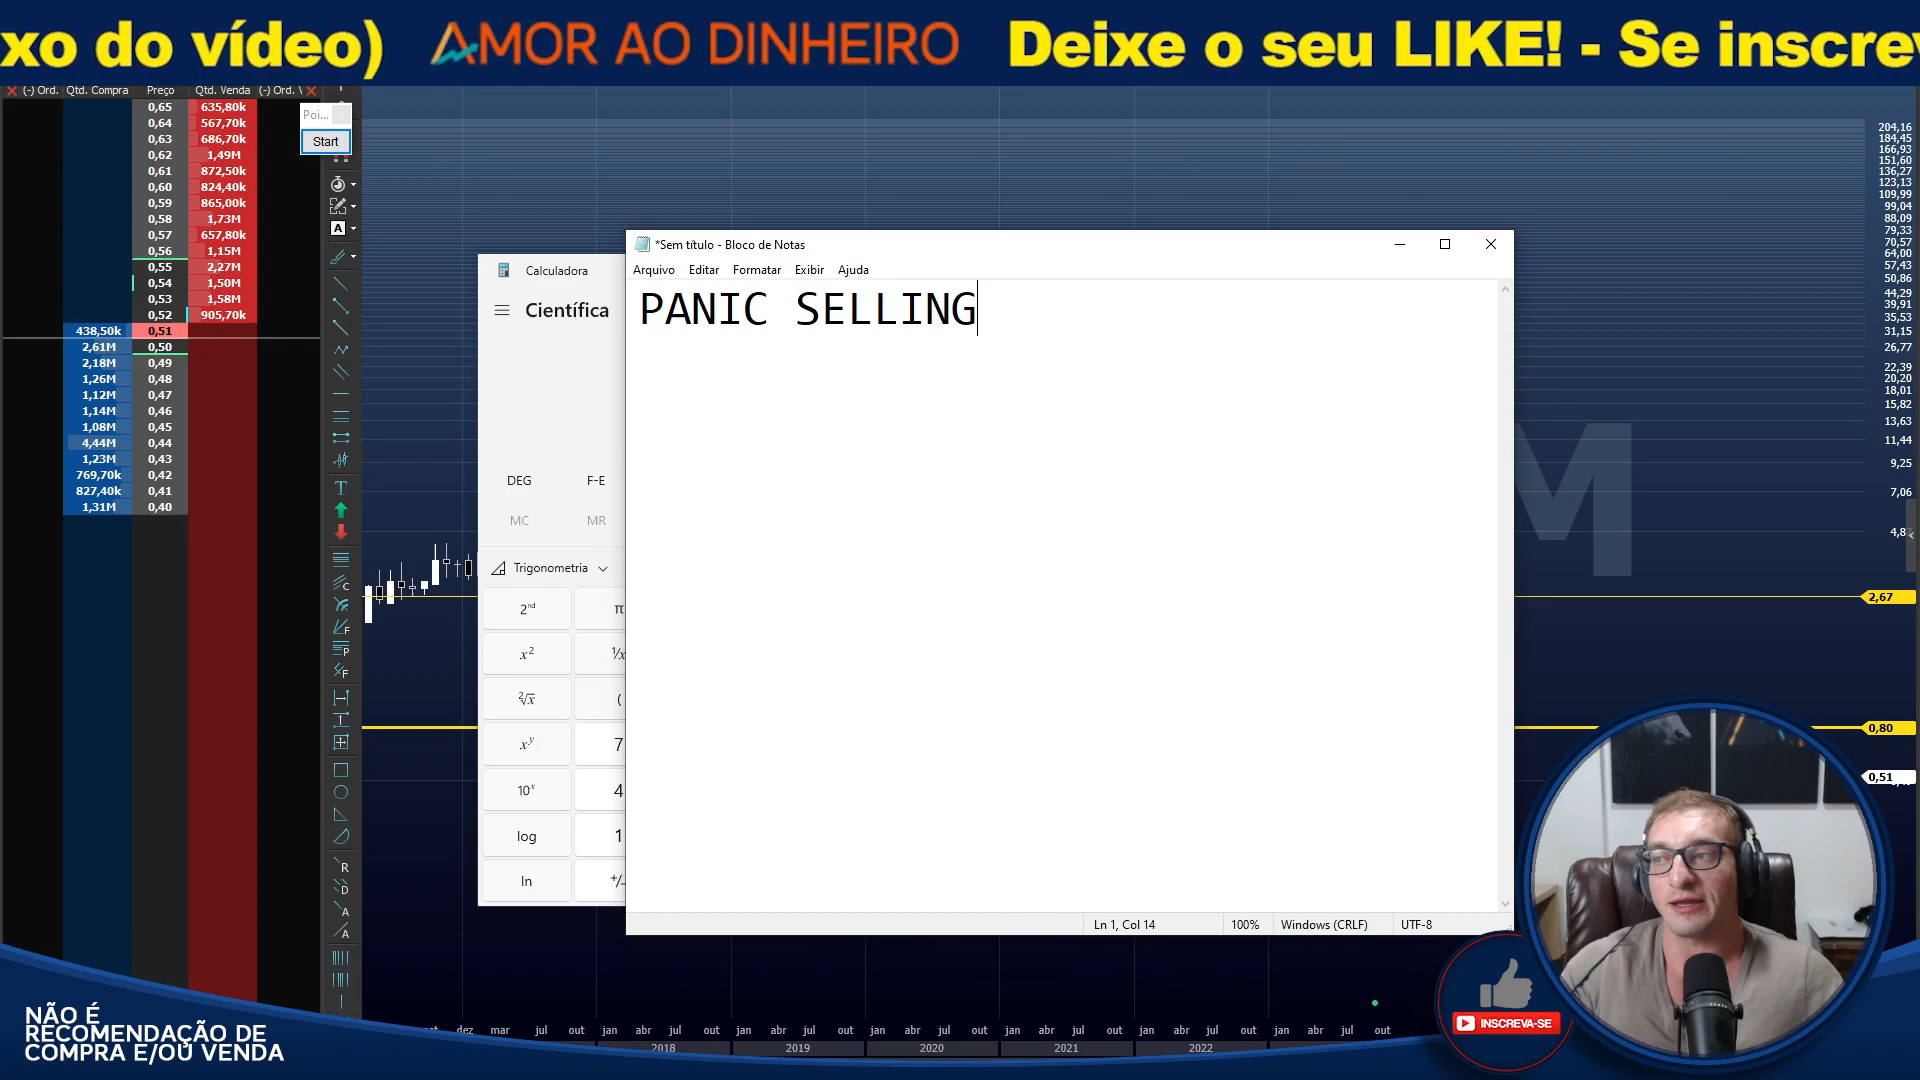 xo do vídeo) AMOR AO DINHEIRO Deixe o seu LIKE! - Se inscrev
(-) Ord. Qtd. Compra Preço Qtd. Venda (-) Ord. V
0,65 635,80k
0,64 567,70k
0,63 686,70k
0,62 1,49M
0,61 872,50k
0,60 824,40k
0,59 865,00k
0,58 1,73M
0,57 657,80k
0,56 1,15M
0,55 2,27M
0,54 1,50M
0,53 1,58M
0,52 905,70k
438,50k 0,51
2,61M 0,50
2,18M 0,49
1,26M 0,48
1,12M 0,47
1,14M 0,46
1,08M 0,45
4,44M 0,44
1,23M 0,43
769,70k 0,42
827,40k 0,41
1,31M 0,40
Poi...
Start
A
T
C
F
P
F
R
D
A
A
Calculadora
Científica
DEG F-E
MC MR
Trigonometria
2nd π
x2 1/x
2√x (
xy 7
10x 4
log 1
ln +/-
*Sem título - Bloco de Notas
Arquivo Editar Formatar Exibir Ajuda
PANIC SELLING
Ln 1, Col 14 100% Windows (CRLF) UTF-8
M
204,16
184,45
166,93
151,60
136,27
123,13
109,99
99,04
88,09
79,33
70,57
64,00
57,43
50,86
44,29
39,91
35,53
31,15
26,77
22,39
20,20
18,01
15,82
13,63
11,44
9,25
7,06
2,67
0,80
0,51
dez mar jul out jan abr jul out jan abr jul out jan abr jul out jan abr jul out jan abr jul out jan abr jul out
2018 2019 2020 2021 2022
INSCREVA-SE
NÃO É
RECOMENDAÇÃO DE
COMPRA E/OU VENDA